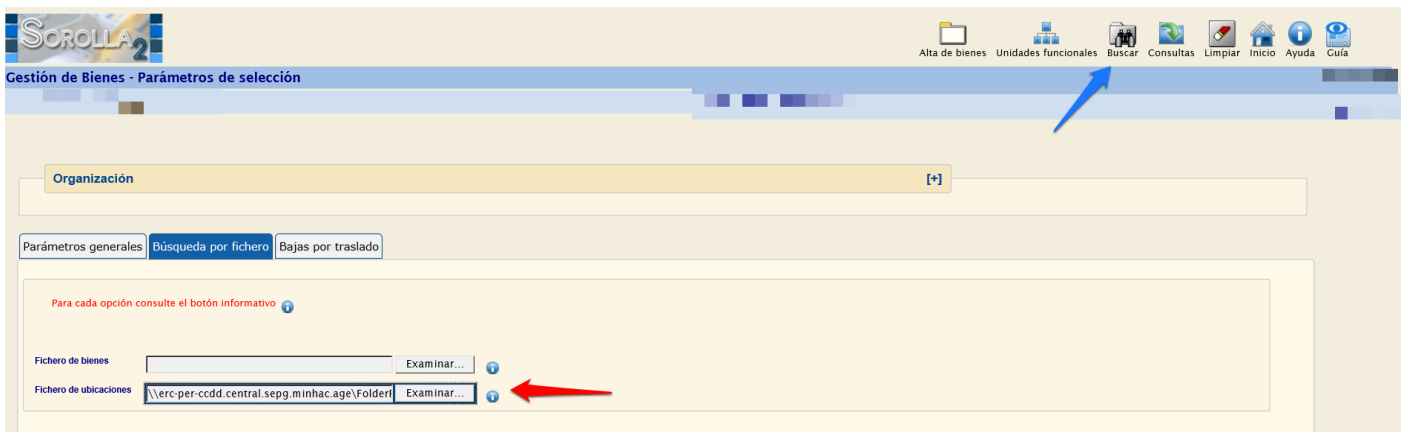 SOROLLA2
Alta de bienes Unidades funcionales Buscar Consultas Limpiar Inicio Ayuda Guía
Gestión de Bienes - Parámetros de selección
Organización [+]
Parámetros generales Búsqueda por fichero Bajas por traslado
Para cada opción consulte el botón informativo
Fichero de bienes Examinar...
Fichero de ubicaciones \\erc-per-ccdd.central.sepg.minhac.age\Folder Examinar...